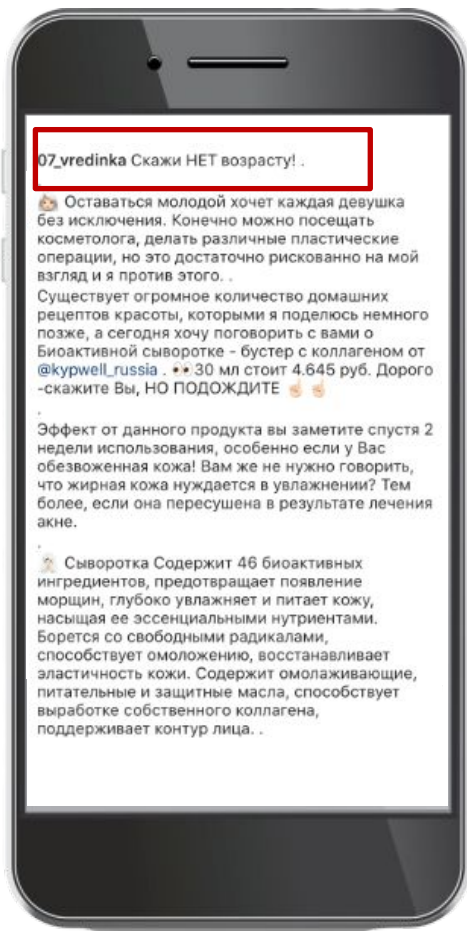 07_vredinka Скажи НЕТ возрасту! .
👶🏻 Оставаться молодой хочет каждая девушка
без исключения. Конечно можно посещать
косметолога, делать различные пластические
операции, но это достаточно рискованно на мой
взгляд и я против этого. .
Существует огромное количество домашних
рецептов красоты, которыми я поделюсь немного
позже, а сегодня хочу поговорить с вами о
Биоактивной сыворотке - бустер с коллагеном от
@kypwell_russia . 👀30 мл стоит 4.645 руб. Дорого
-скажите Вы, НО ПОДОЖДИТЕ ☝🏻 ☝🏻
.
Эффект от данного продукта вы заметите спустя 2
недели использования, особенно если у Вас
обезвоженная кожа! Вам же не нужно говорить,
что жирная кожа нуждается в увлажнении? Тем
более, если она пересушена в результате лечения
акне.
.
👰🏻 Сыворотка Содержит 46 биоактивных
ингредиентов, предотвращает появление
морщин, глубоко увлажняет и питает кожу,
насыщая ее эссенциальными нутриентами.
Борется со свободными радикалами,
способствует омоложению, восстанавливает
эластичность кожи. Содержит омолаживающие,
питательные и защитные масла, способствует
выработке собственного коллагена,
поддерживает контур лица. .